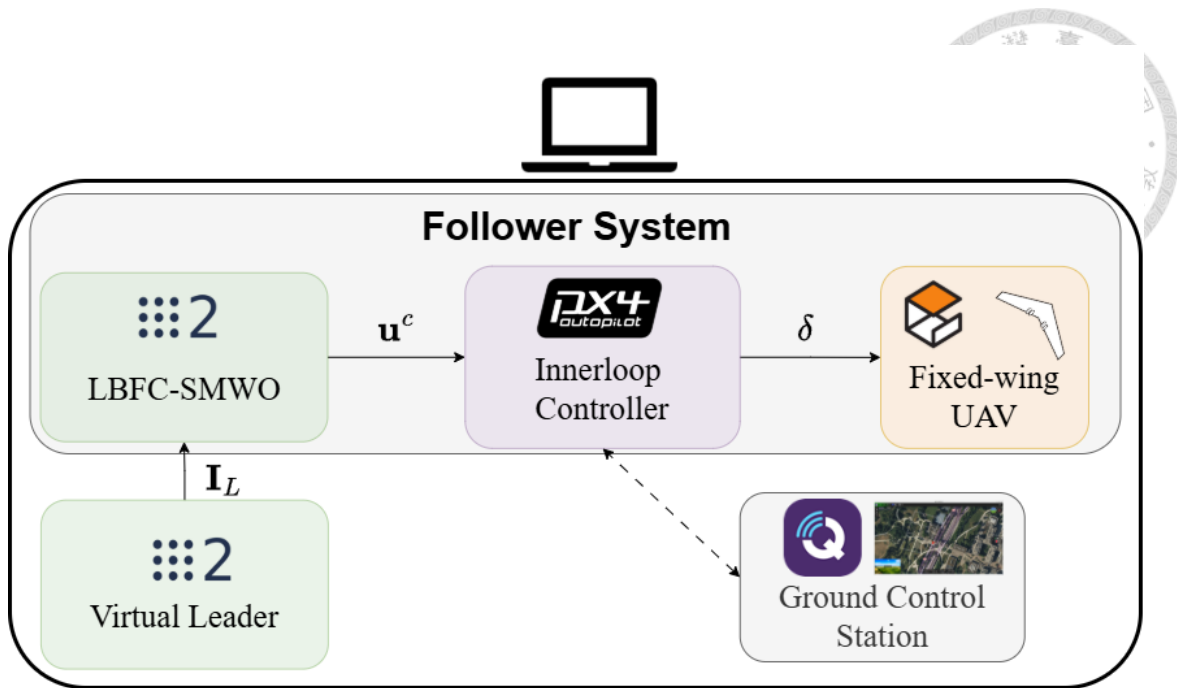 Follower System
2
LBFC-SMWO
u^c
PX4
autopilot
Innerloop
Controller
δ
Fixed-wing
UAV
I_L
2
Virtual Leader
Q
Ground Control
Station